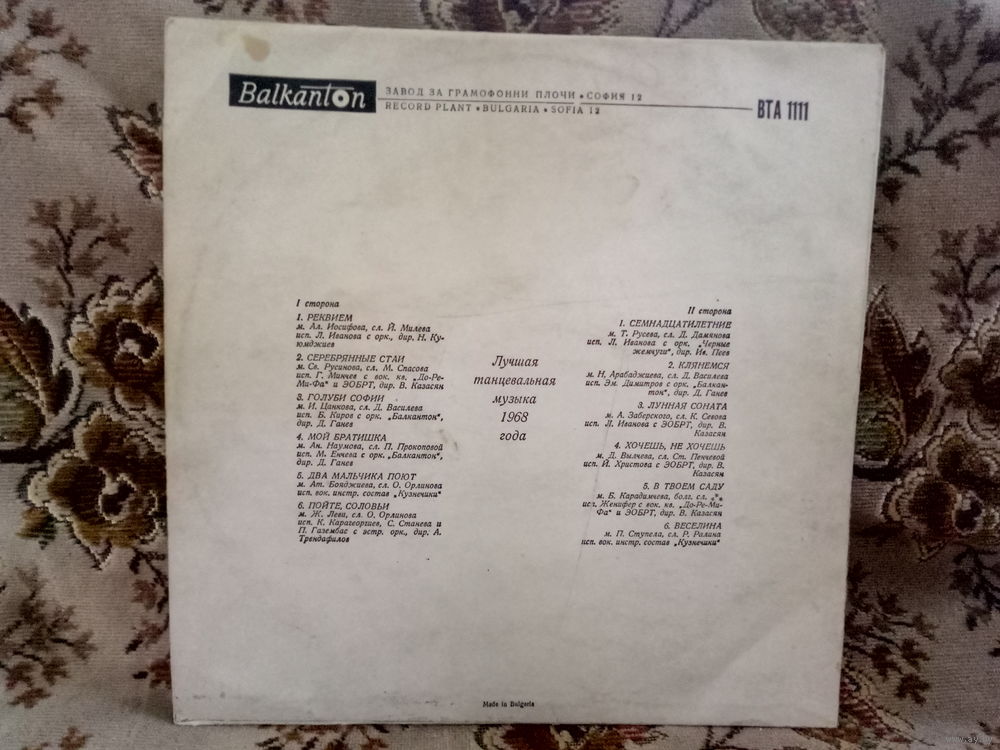 Balkanton
ЗАВОД ЗА ГРАМОФОННИ ПЛОЧИ • СОФИЯ 12
RECORD PLANT • BULGARIA • SOFIA 12
ВТА 1111
I сторона
1. РЕКВИЕМ
м. Ал. Иосифова, сл. Й. Милева
исп. Л. Иванова с орк., дир. Н. Ку-
юмджиев
2. СЕРЕБРЯННЫЕ СТАИ
м. Св. Русинова, сл. М. Спасова
исп. Г. Минчев с вок. кв. „До-Ре-
Ми-Фа" и ЭОБРТ, дир. В. Казасян
3. ГОЛУБИ СОФИИ
м. И. Цанкова, сл. Д. Василева
исп. Б. Киров с орк. „Балкантон",
дир. Д. Ганев
4. МОЙ БРАТИШКА
м. Ан. Наумова, сл. П. Прокоповой
исп. М. Енчева с орк. „Балкантон",
дир. Д. Ганев
5. ДВА МАЛЬЧИКА ПОЮТ
м. Ат. Бояджиева, сл. О. Орлинова
исп. вок. инстр. состав „Кузнечики"
6. ПОЙТЕ, СОЛОВЬИ
м. Ж. Леви, сл. О. Орлинова
исп. К. Карагеоргиев, С. Станева и
П. Газембас с эстр. орк., дир. А.
Трендафилов
Лучшая
танцевальная
музыка
1968
года
II сторона
1. СЕМНАДЦАТИЛЕТНИЕ
м. Т. Русева, сл. Д. Дамянова
исп. Л. Иванова с орк. „Черные
жемчуги", дир. Ив. Пеев
2. КЛЯНЕМСЯ
м. Н. Арабаджиева, сл. Д. Василева
исп. Эм. Димитров с орк. „Балкан-
тон", дир. Д. Ганев
3. ЛУННАЯ СОНАТА
м. А. Заберского, сл. К. Севова
исп. Л. Иванова с ЭОБРТ, дир. В.
Казасян
4. ХОЧЕШЬ, НЕ ХОЧЕШЬ
м. Д. Вылчева, сл. Ст. Пенчевой
исп. Й. Христова с ЭОБРТ, дир. В.
Казасян
5. В ТВОЕМ САДУ
м. Б. Карадимчева, болг. сл. ***
исп. Женифер с вок. кв. „До-Ре-Ми-
Фа" и ЭОБРТ, дир. В. Казасян
6. ВЕСЕЛИНА
м. П. Ступела, сл. Р. Ралина
исп. вок. инстр. состав „Кузнечики"
Made in Bulgaria